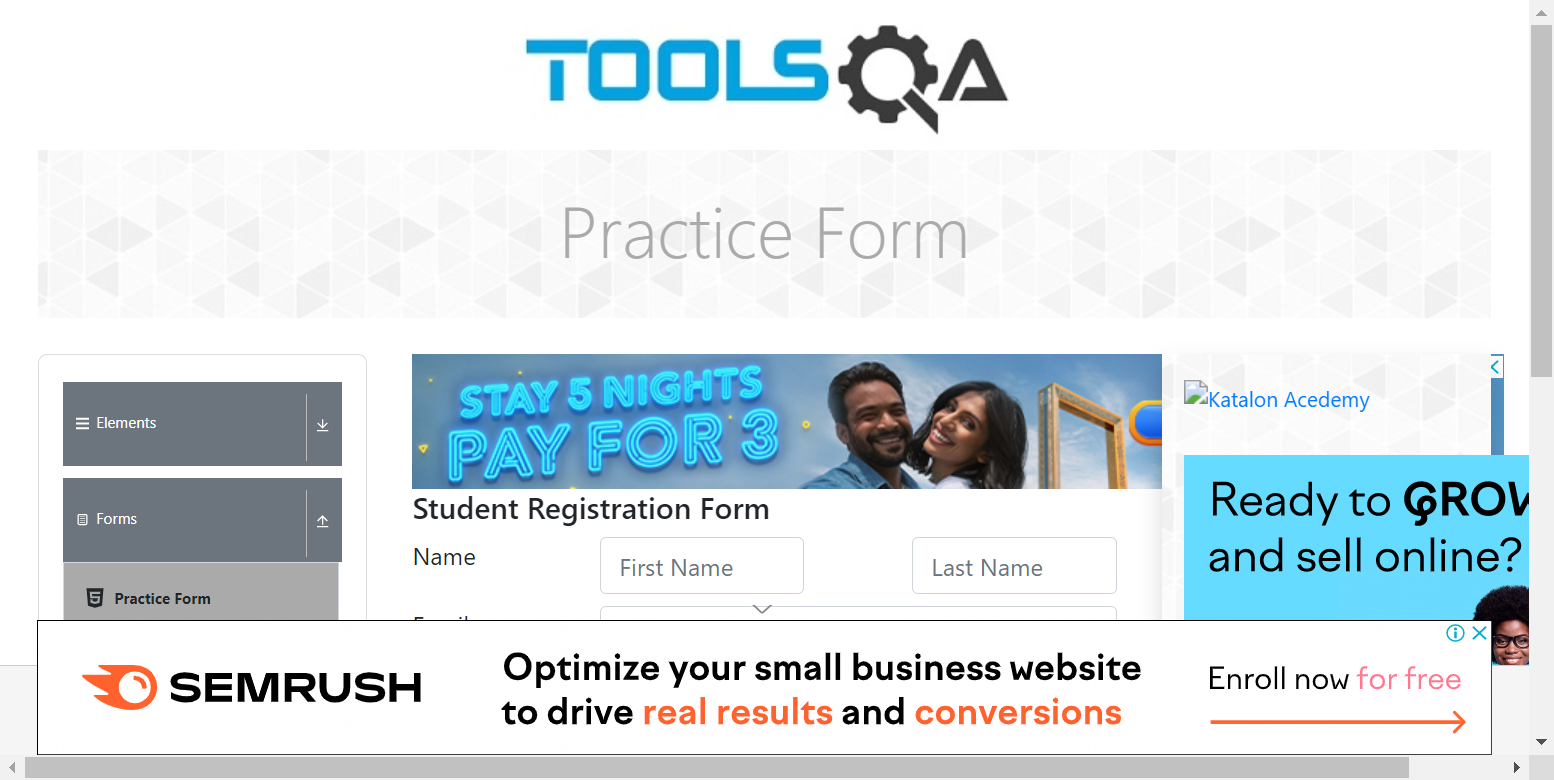 TOOLSQA
Practice Form
Elements
Forms
Practice Form
STAY 5 NIGHTS
PAY FOR 3
Student Registration Form
Name
First Name
Last Name
Email
Katalon Acedemy
Ready to GROW
and sell online?
SEMRUSH
Optimize your small business website
to drive real results and conversions
Enroll now for free